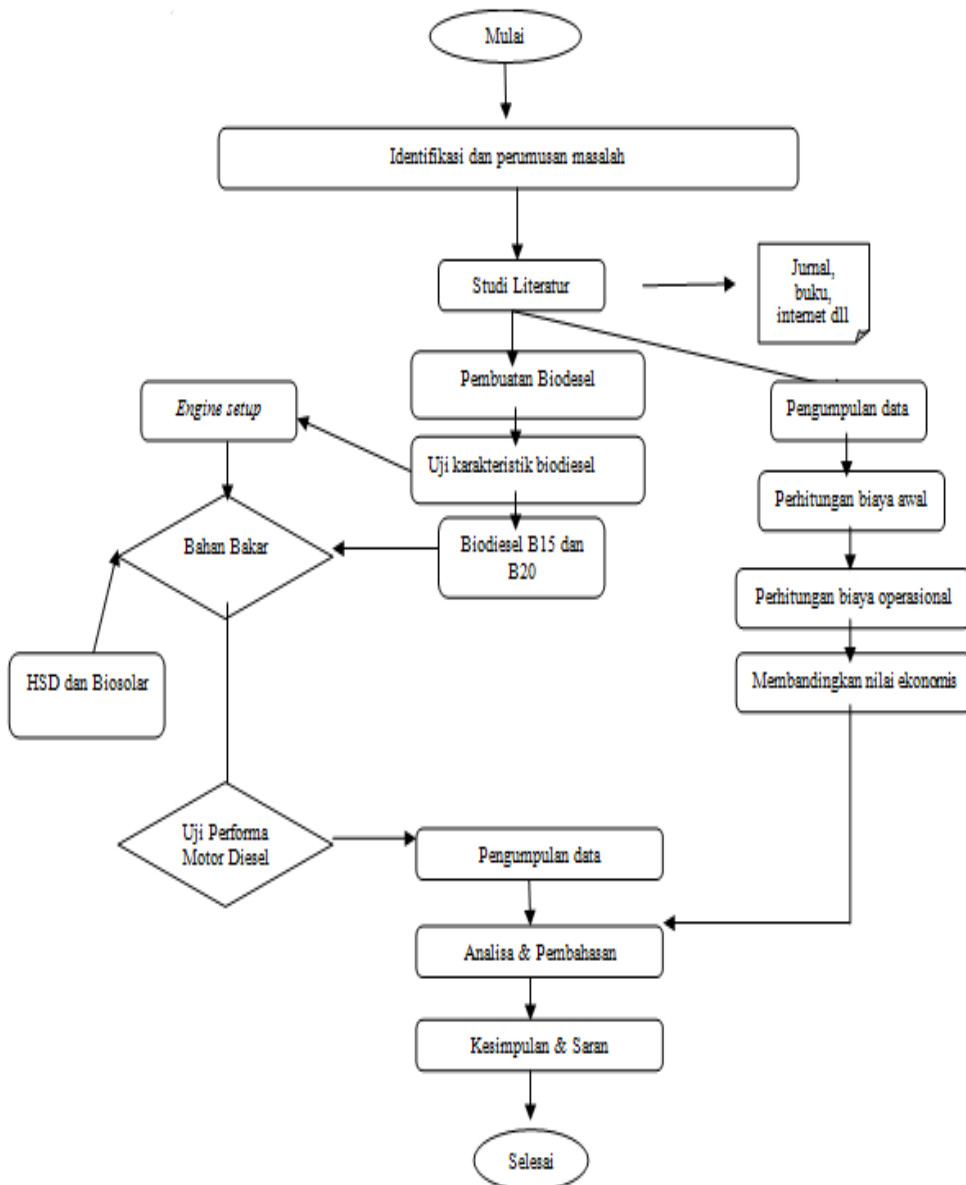 Mulai
Identifikasi dan perumusan masalah
Studi Literatur
Jurnal,
buku,
internet dll
Pembuatan Biodesel
Engine setup
Pengumpulan data
Uji karakteristik biodiesel
Perhitungan biaya awal
Bahan Bakar
Biodiesel B15 dan
B20
Perhitungan biaya operasional
HSD dan Biosolar
Membandingkan nilai ekonomis
Uji Performa
Motor Diesel
Pengumpulan data
Analisa & Pembahasan
Kesimpulan & Saran
Selesai